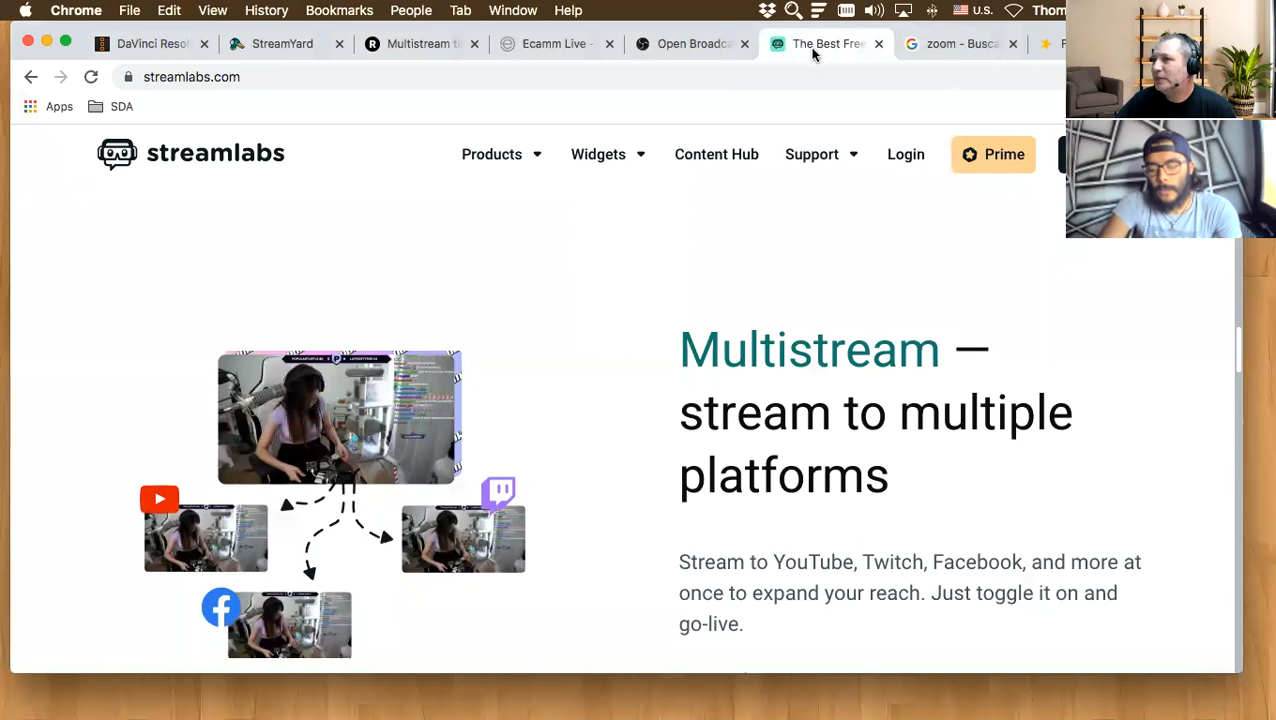 Chrome File Edit View History Bookmarks People Tab Window Help U.S. Thom
DaVinci Reso StreamYard Multistream t Ecamm Live - Open Broadca The Best Free zoom - Busca F
streamlabs.com
Apps SDA
streamlabs Products Widgets Content Hub Support Login Prime
Multistream —
stream to multiple
platforms
Stream to YouTube, Twitch, Facebook, and more at
once to expand your reach. Just toggle it on and
go-live.